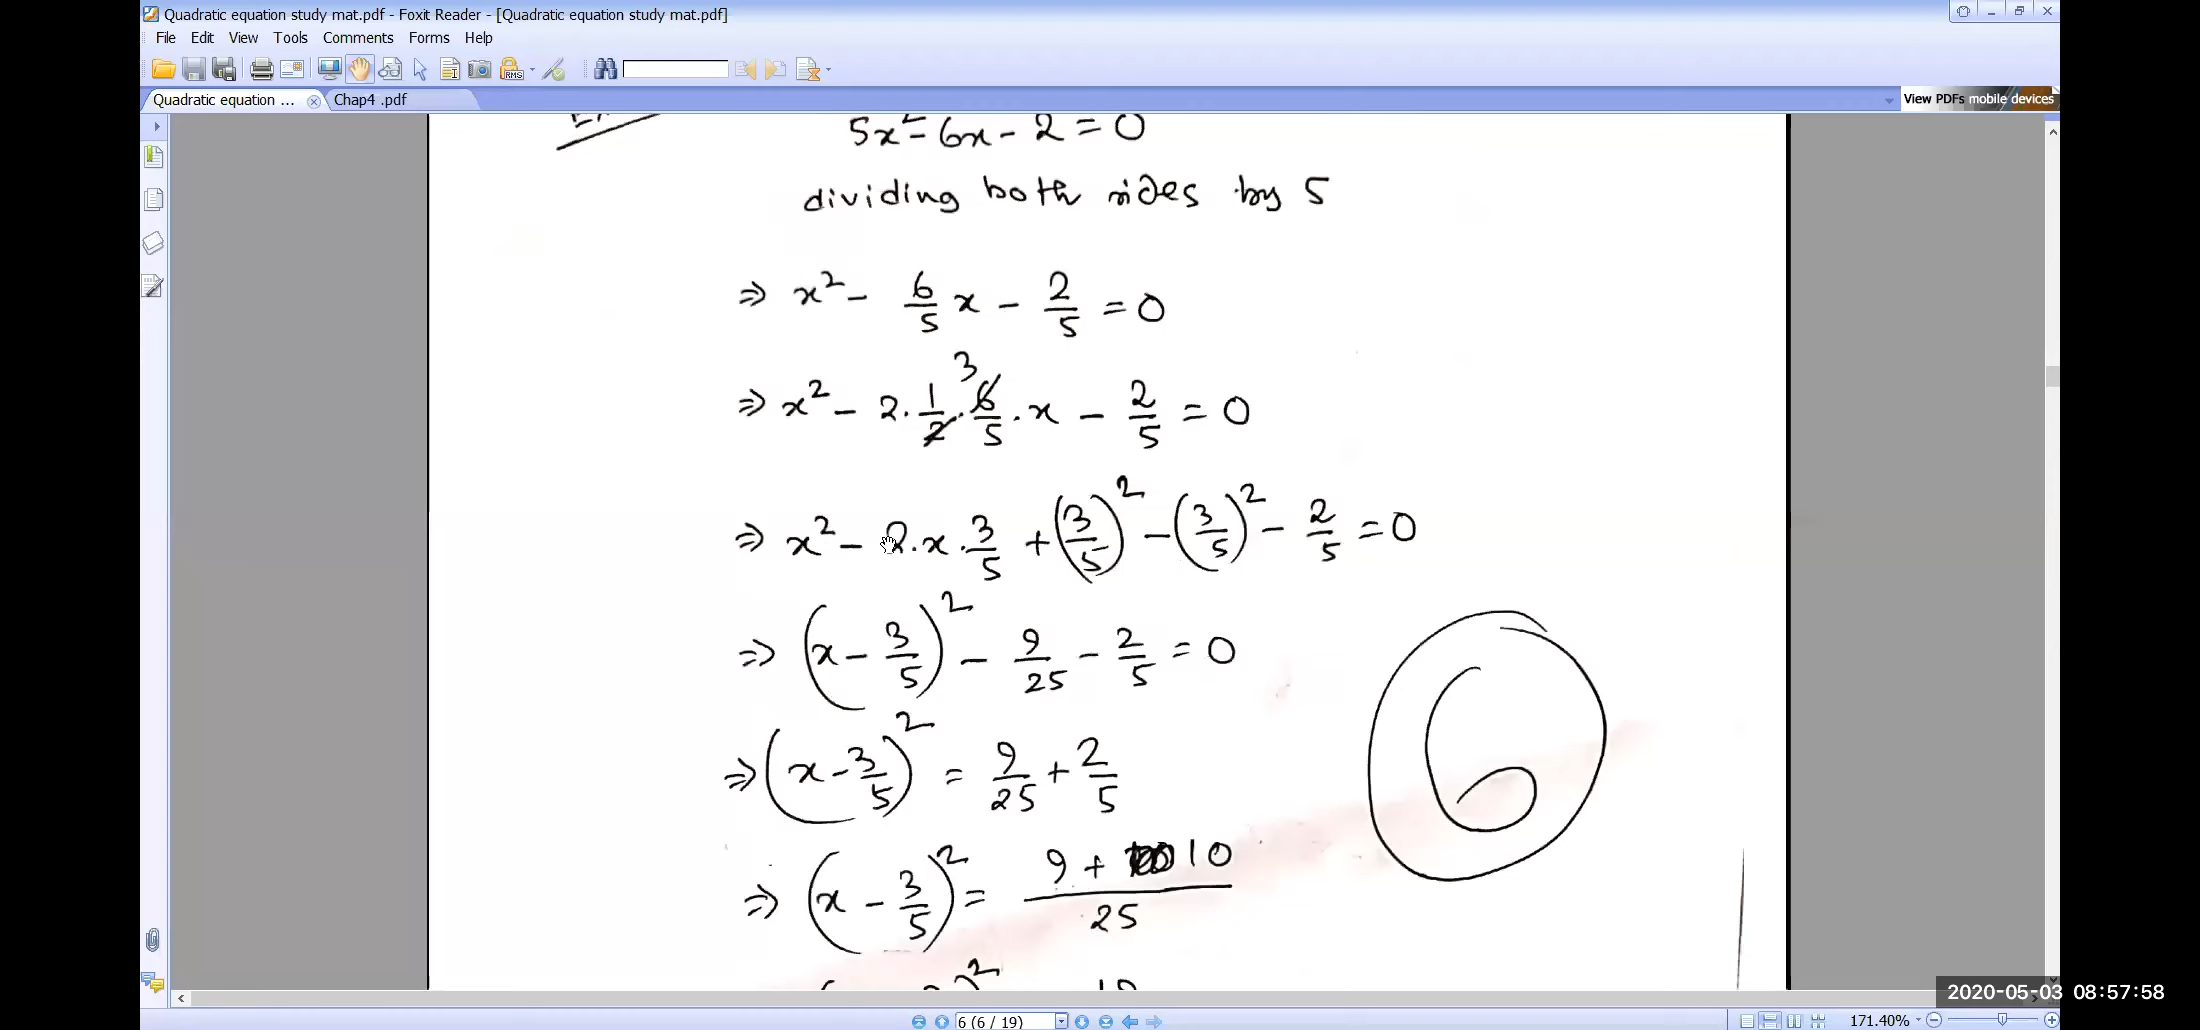 Quadratic equation study mat.pdf - Foxit Reader - [Quadratic equation study mat.pdf]
File Edit View Tools Comments Forms Help
Quadratic equation ... Chap4 .pdf View PDFs mobile devices
5x² - 6x - 2 = 0
dividing both sides by 5
⇒ x² - 6/5 x - 2/5 = 0
3
⇒ x² - 2 · 1/2 · 6/5 · x - 2/5 = 0
⇒ x² - 2 · x · 3/5 + (3/5)² - (3/5)² - 2/5 = 0
⇒ (x - 3/5)² - 9/25 - 2/5 = 0
⇒ (x - 3/5)² = 9/25 + 2/5
⇒ (x - 3/5)² = (9 + 10)/25
6
2020-05-03 08:57:58
6 (6 / 19) 171.40%